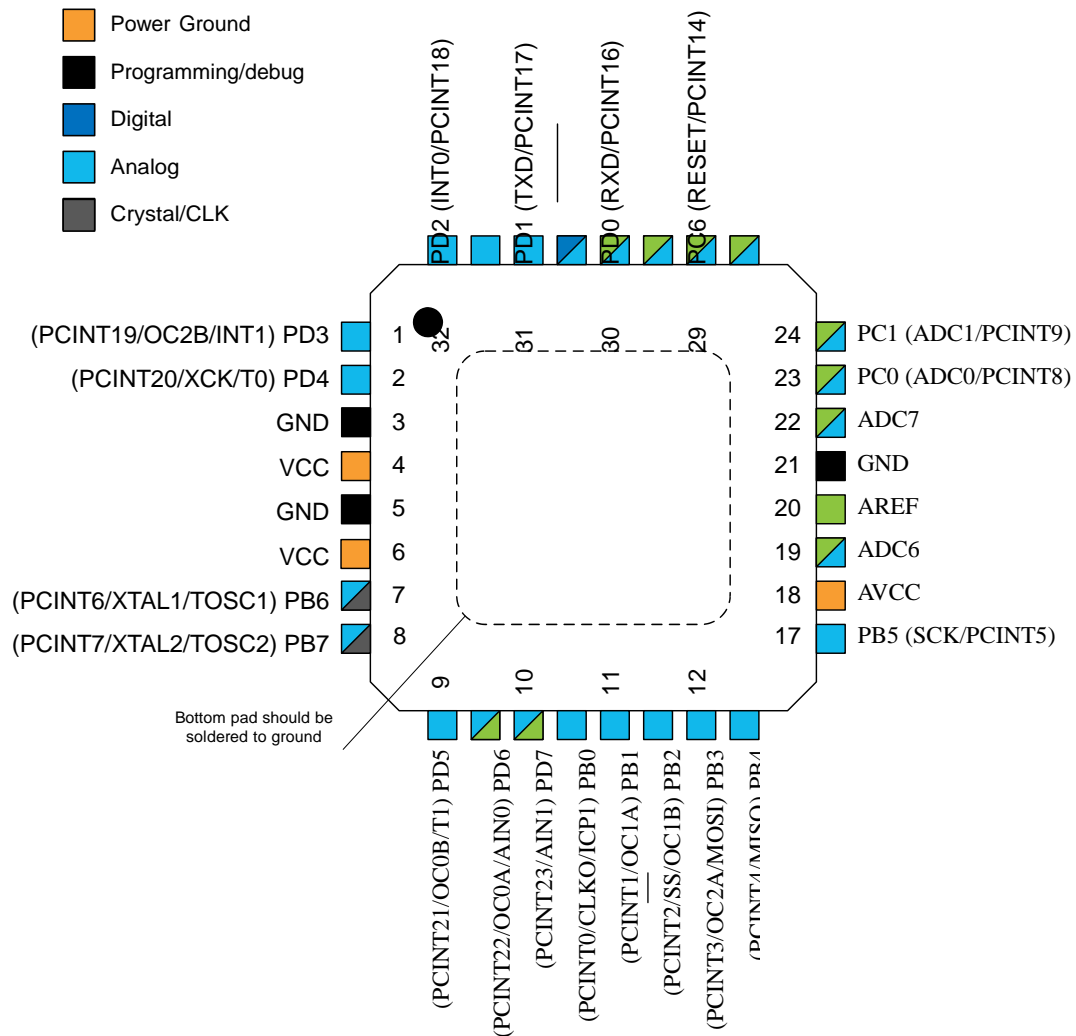 Power Ground
Programming/debug
Digital
Analog
Crystal/CLK
PD2 (INT0/PCINT18)
PD1 (TXD/PCINT17)
PD0 (RXD/PCINT16)
PC6 (RESET/PCINT14)
32
31
30
29
(PCINT19/OC2B/INT1) PD3
1
(PCINT20/XCK/T0) PD4
2
GND
3
VCC
4
GND
5
VCC
6
(PCINT6/XTAL1/TOSC1) PB6
7
(PCINT7/XTAL2/TOSC2) PB7
8
24
PC1 (ADC1/PCINT9)
23
PC0 (ADC0/PCINT8)
22
ADC7
21
GND
20
AREF
19
ADC6
18
AVCC
17
PB5 (SCK/PCINT5)
9
10
11
12
Bottom pad should be
soldered to ground
(PCINT21/OC0B/T1) PD5
(PCINT22/OC0A/AIN0) PD6
(PCINT23/AIN1) PD7
(PCINT0/CLKO/ICP1) PB0
(PCINT1/OC1A) PB1
(PCINT2/SS/OC1B) PB2
(PCINT3/OC2A/MOSI) PB3
(PCINT4/MISO) PB4